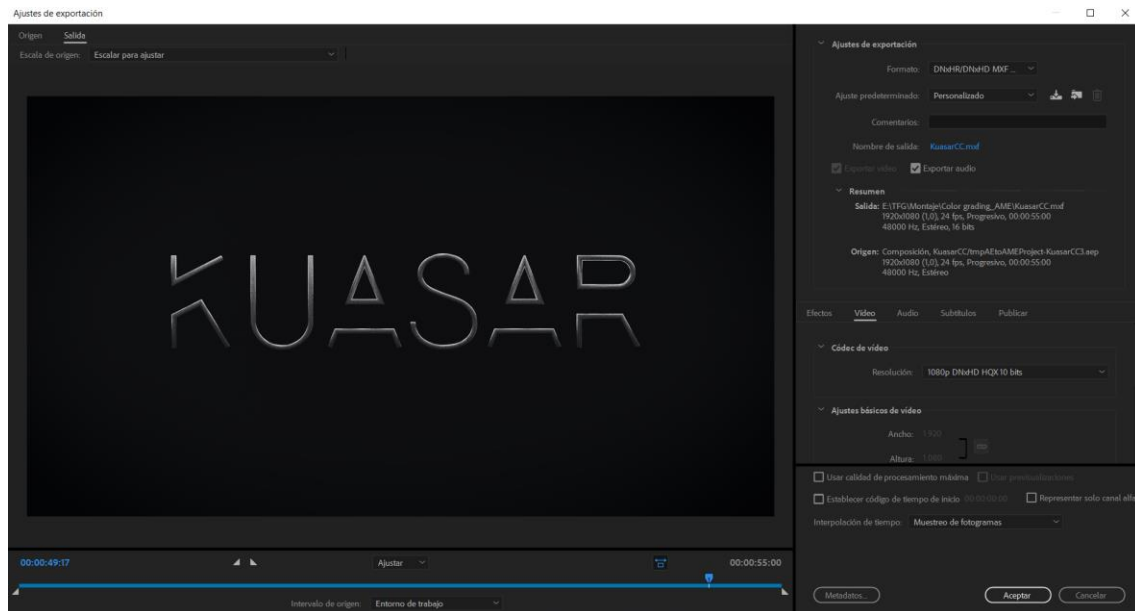 Ajustes de exportación
Origen Salida
Escala de origen: Escalar para ajustar
KUASAR
00:00:49:17 Ajustar 00:00:55:00
Intervalo de origen: Entorno de trabajo
Ajustes de exportación
Formato: DNxHR/DNxHD MXF ...
Ajuste predeterminado: Personalizado
Comentarios:
Nombre de salida: KuasarCC.mxf
Exportar vídeo Exportar audio
Resumen
Salida: E:\TFG\Montaje\Color grading_AME\KuasarCC.mxf
1920x1080 (1,0), 24 fps, Progresivo, 00:00:55:00
48000 Hz, Estéreo, 16 bits
Origen: Composición, KuasarCC/tmpAEtoAMEProject-KuasarCC3.aep
1920x1080 (1,0), 24 fps, Progresivo, 00:00:55:00
48000 Hz, Estéreo
Efectos Vídeo Audio Subtítulos Publicar
Códec de vídeo
Resolución: 1080p DNxHD HQX 10 bits
Ajustes básicos de vídeo
Ancho: 1.920
Altura: 1.080
Usar calidad de procesamiento máxima Usar previsualizaciones
Establecer código de tiempo de inicio 00:00:00:00 Representar solo canal alfa
Interpolación de tiempo: Muestreo de fotogramas
Metadatos... Aceptar Cancelar